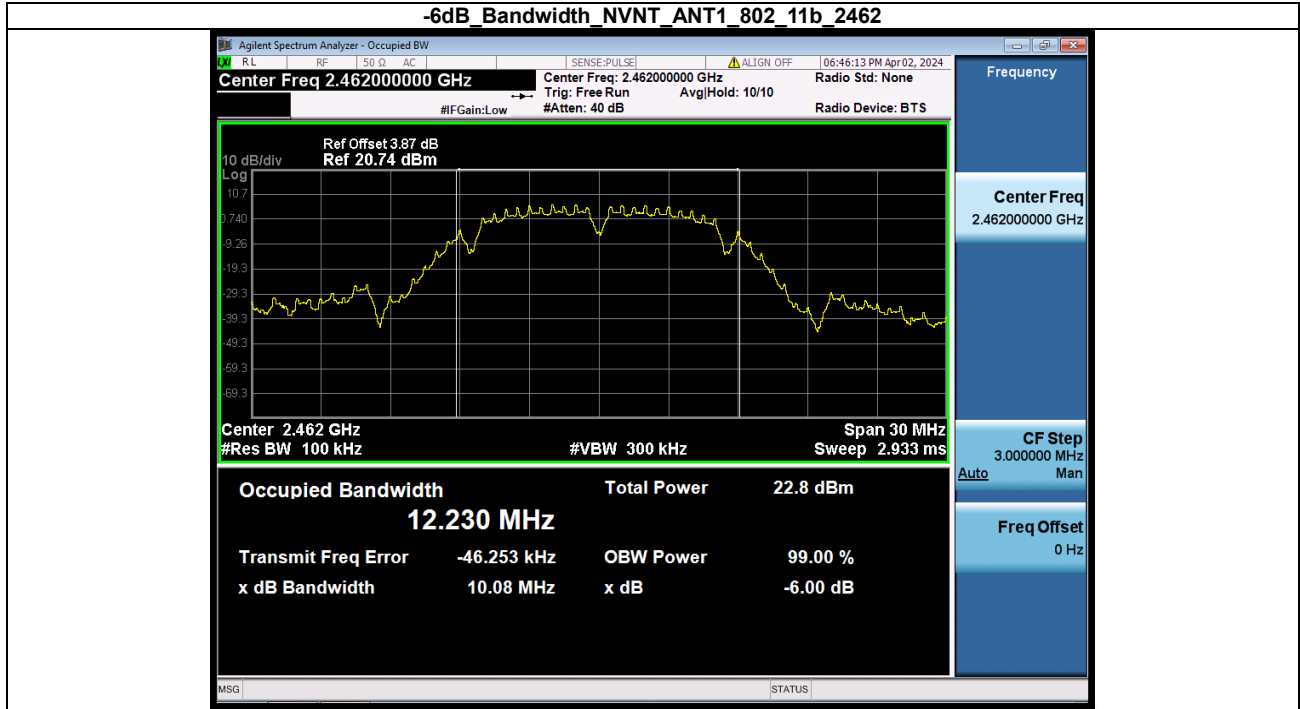 -6dB_Bandwidth_NVNT_ANT1_802_11b_2462
Agilent Spectrum Analyzer - Occupied BW
LXI RL RF 50 Ω AC SENSE:PULSE ALIGN OFF 06:46:13 PM Apr 02, 2024
Center Freq 2.462000000 GHz
Center Freq: 2.462000000 GHz Radio Std: None
Trig: Free Run Avg|Hold: 10/10
#IFGain:Low #Atten: 40 dB Radio Device: BTS
Ref Offset 3.87 dB
10 dB/div Ref 20.74 dBm
Log
10.7
0.740
-9.26
-19.3
-29.3
-39.3
-49.3
-59.3
-69.3
Center 2.462 GHz Span 30 MHz
#Res BW 100 kHz #VBW 300 kHz Sweep 2.933 ms
Occupied Bandwidth Total Power 22.8 dBm
12.230 MHz
Transmit Freq Error -46.253 kHz OBW Power 99.00 %
x dB Bandwidth 10.08 MHz x dB -6.00 dB
MSG STATUS
Frequency
Center Freq
2.462000000 GHz
CF Step
3.000000 MHz
Auto Man
Freq Offset
0 Hz